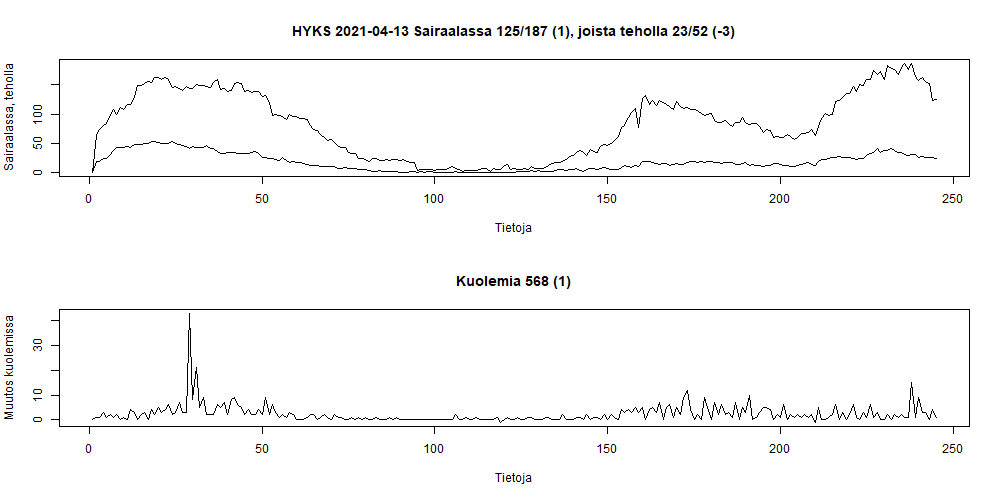 HYKS 2021-04-13 Sairaalassa 125/187 (1), joista teholla 23/52 (-3)
Sairaalassa, teholla
100
50
0
0 50 100 150 200 250
Tietoja
Kuolemia 568 (1)
Muutos kuolemissa
30
10
0
0 50 100 150 200 250
Tietoja